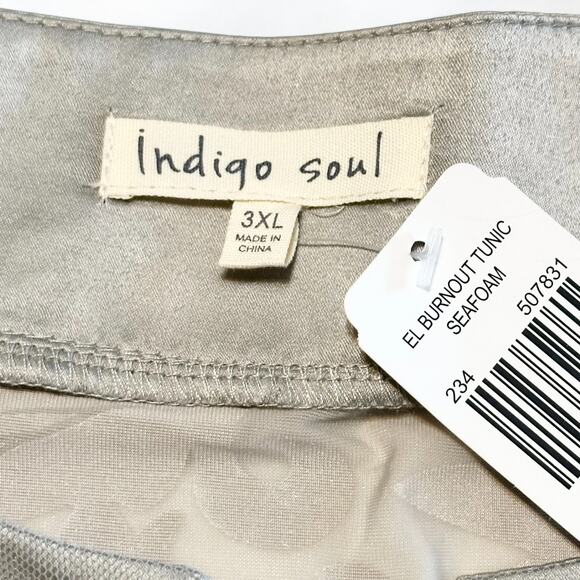 indigo soul
3XL
MADE IN
CHINA
EL BURNOUT TUNIC
SEAFOAM
507831
234